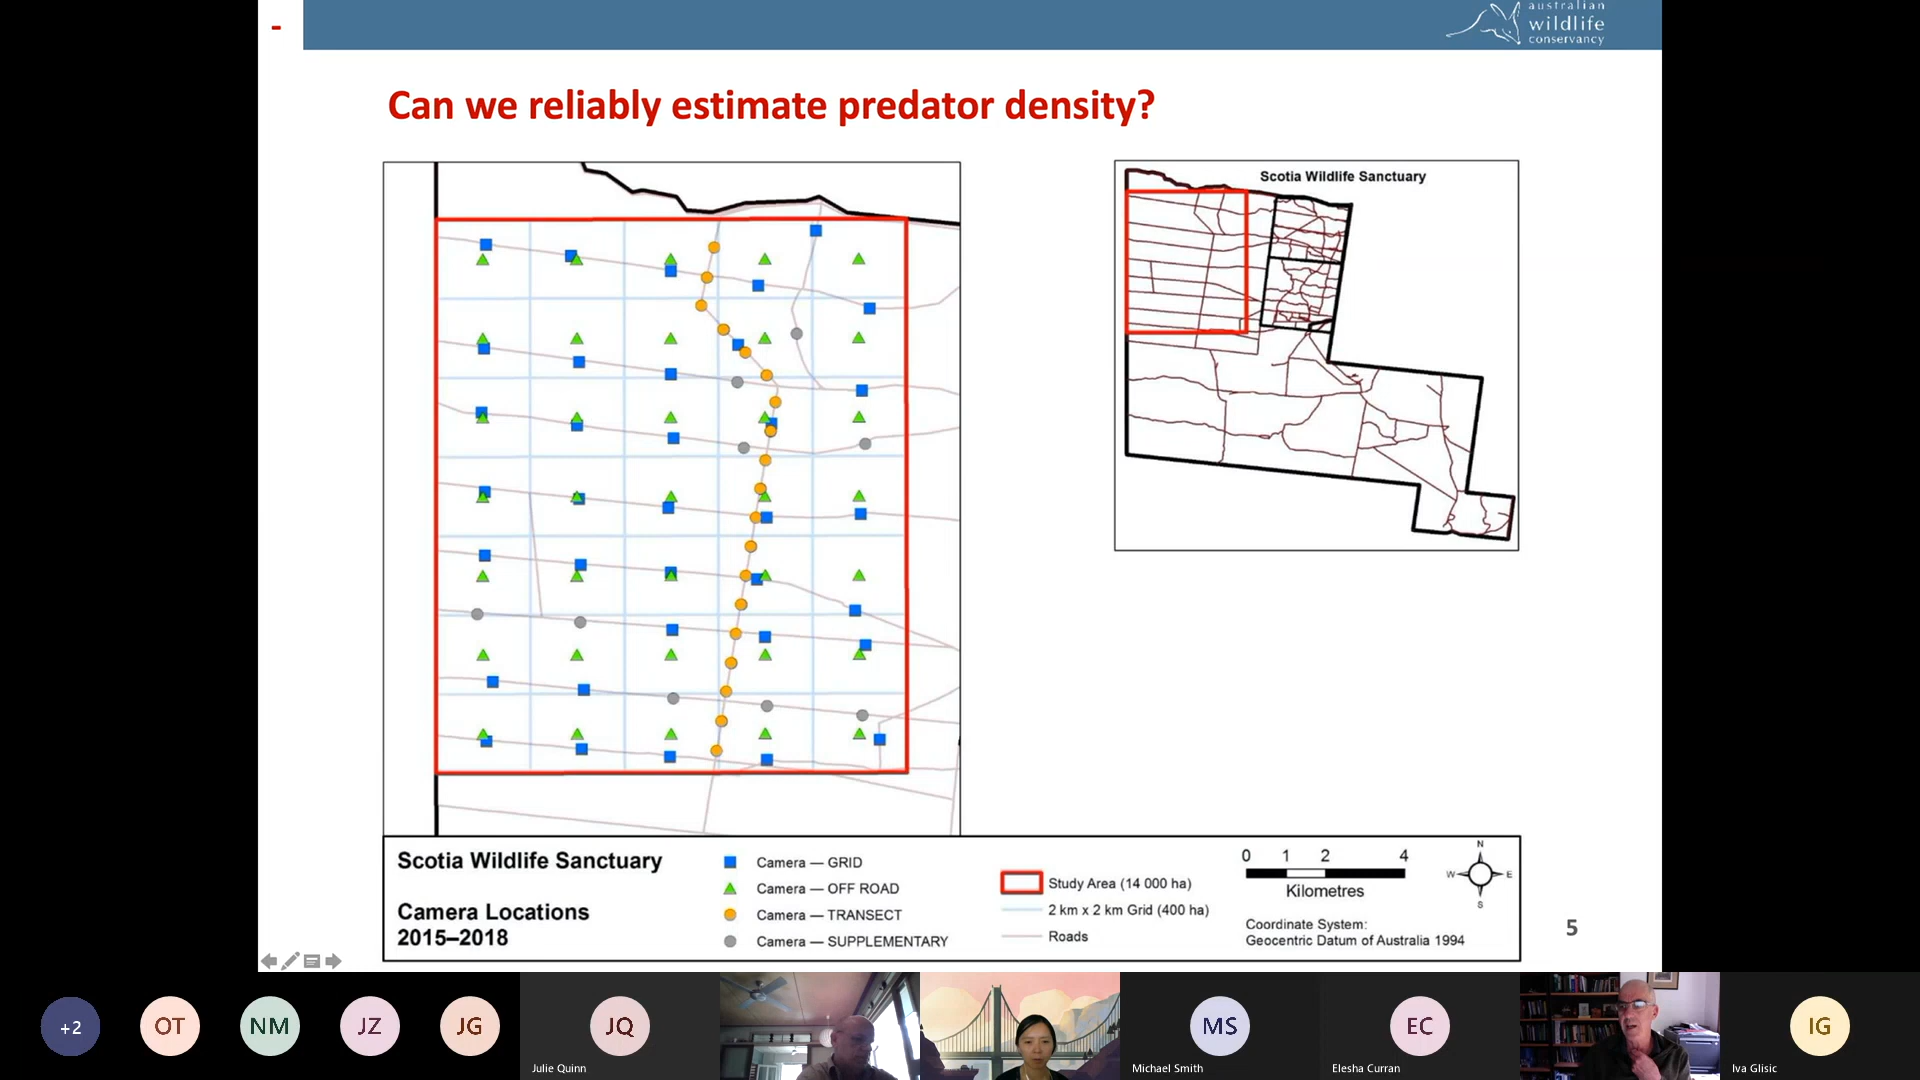 -
australian
wildlife
conservancy
Can we reliably estimate predator density?
Scotia Wildlife Sanctuary
Scotia Wildlife Sanctuary
Camera Locations
2015–2018
Camera — GRID
Camera — OFF ROAD
Camera — TRANSECT
Camera — SUPPLEMENTARY
Study Area (14 000 ha)
2 km x 2 km Grid (400 ha)
Roads
0 1 2 4
Kilometres
N
W E
S
Coordinate System:
Geocentric Datum of Australia 1994
5
+2 OT NM JZ JG JQ MS EC IG
Julie Quinn Michael Smith Elesha Curran Iva Glisic